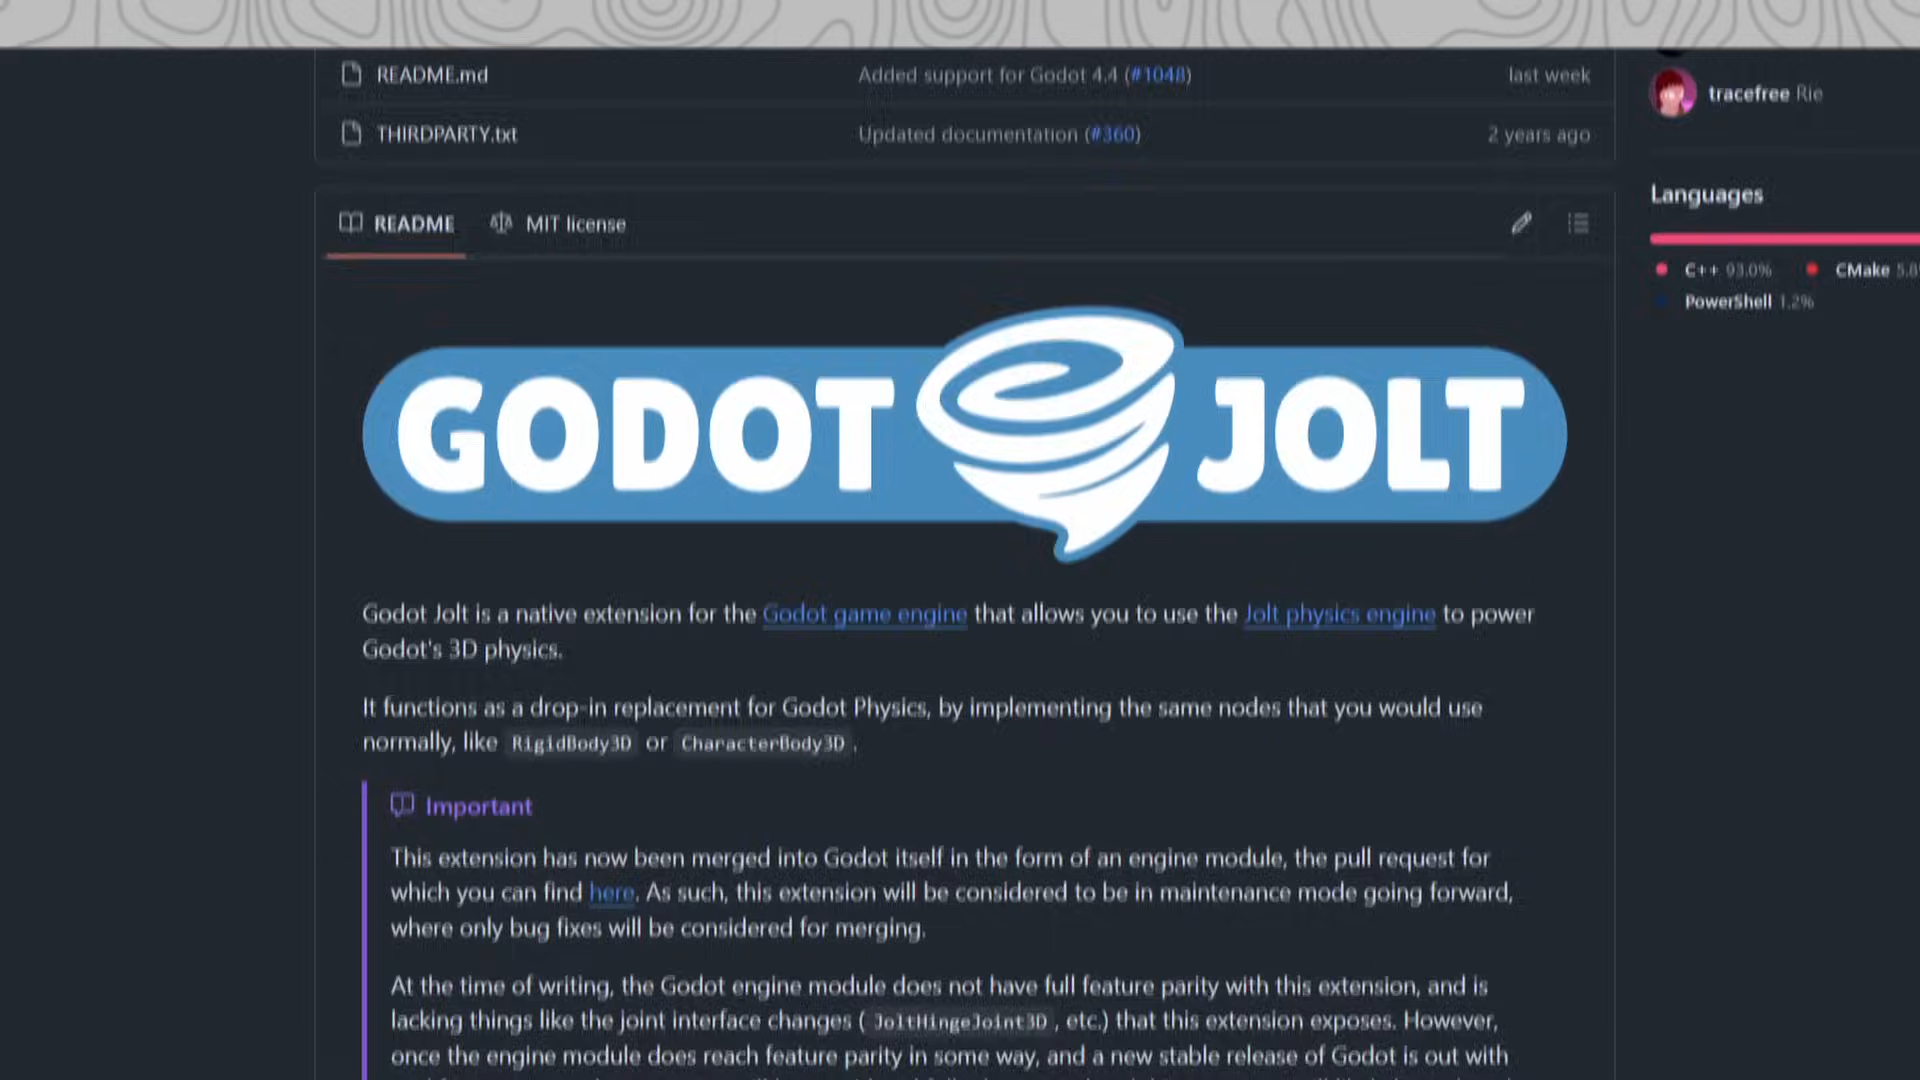 README.md Added support for Godot 4.4 (#1048) last week
THIRDPARTY.txt Updated documentation (#360) 2 years ago
tracefree Rie
Languages
C++ 93.0% CMake
PowerShell 1.2%
README MIT license
GODOT JOLT
Godot Jolt is a native extension for the Godot game engine that allows you to use the Jolt physics engine to power
Godot's 3D physics.
It functions as a drop-in replacement for Godot Physics, by implementing the same nodes that you would use
normally, like RigidBody3D or CharacterBody3D .
Important
This extension has now been merged into Godot itself in the form of an engine module, the pull request for
which you can find here. As such, this extension will be considered to be in maintenance mode going forward,
where only bug fixes will be considered for merging.
At the time of writing, the Godot engine module does not have full feature parity with this extension, and is
lacking things like the joint interface changes ( JoltHingeJoint3D , etc.) that this extension exposes. However,
once the engine module does reach feature parity in some way, and a new stable release of Godot is out with